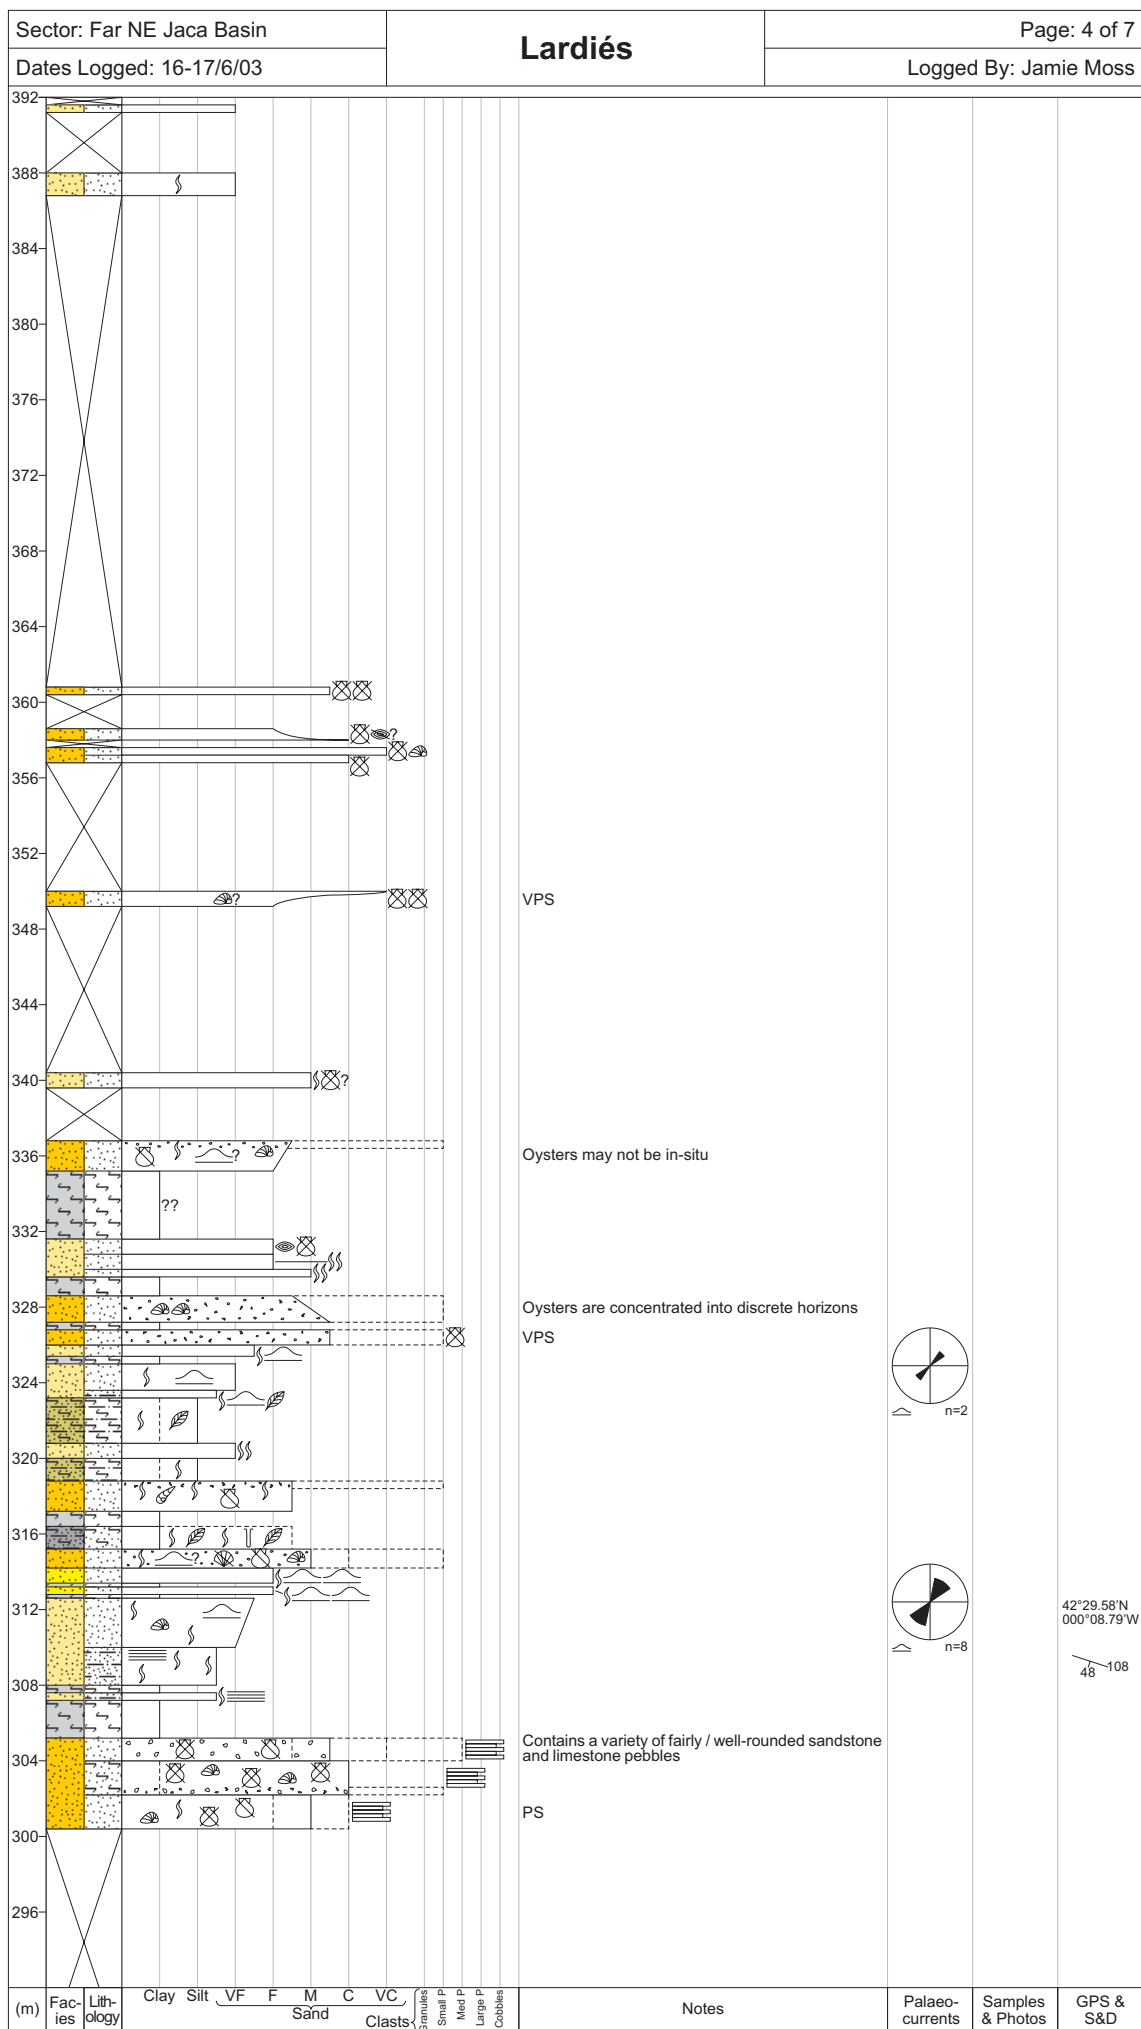 Sector: Far NE Jaca Basin
Dates Logged: 16-17/6/03
Lardiés
Page: 4 of 7
Logged By: Jamie Moss
392
388
384
380
376
372
368
364
360
?
356
352
?
VPS
348
344
340
?
336
?
Oysters may not be in-situ
??
332
328
Oysters are concentrated into discrete horizons
VPS
324
n=2
320
316
?
312
n=8
42°29.58'N
000°08.79'W
48
108
308
304
Contains a variety of fairly / well-rounded sandstone
and limestone pebbles
PS
300
296
(m)
Fac-
ies
Lith-
ology
Clay Silt VF F M C VC
Sand
Clasts
Granules
Small P
Med P
Large P
Cobbles
Notes
Palaeo-
currents
Samples
& Photos
GPS &
S&D